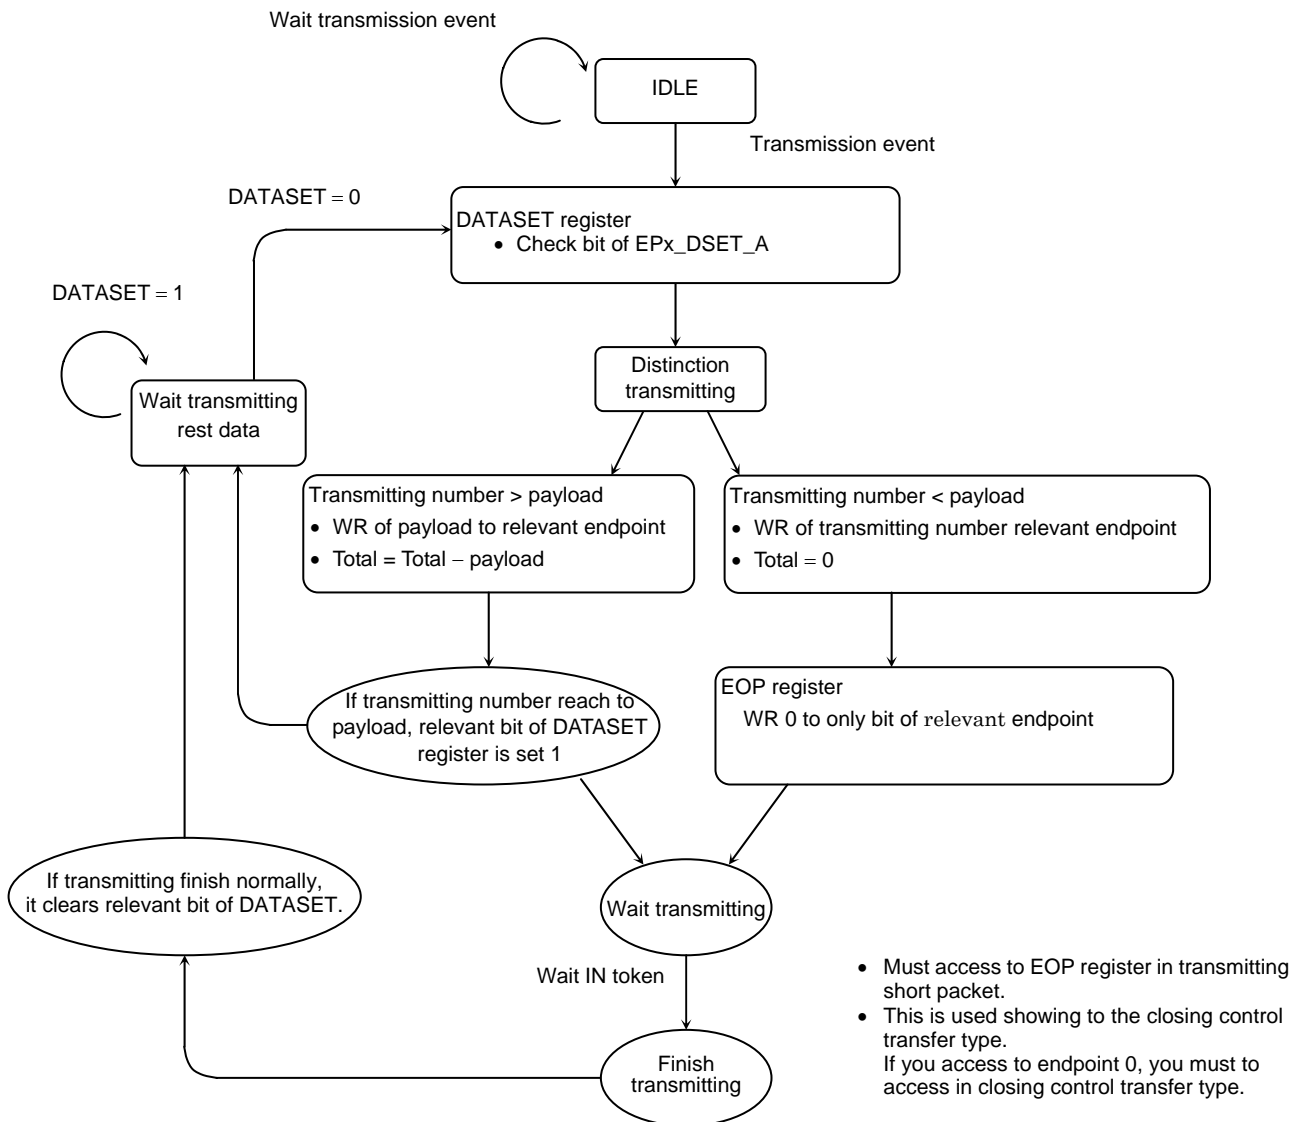 Wait transmission event
IDLE
Transmission event
DATASET = 0
DATASET register
• Check bit of EPx_DSET_A
DATASET = 1
Distinction
transmitting
Wait transmitting
rest data
Transmitting number > payload
• WR of payload to relevant endpoint
• Total = Total – payload
Transmitting number < payload
• WR of transmitting number relevant endpoint
• Total = 0
If transmitting number reach to
payload, relevant bit of DATASET
register is set 1
EOP register
WR 0 to only bit of relevant endpoint
If transmitting finish normally,
it clears relevant bit of DATASET.
Wait transmitting
Wait IN token
Finish
transmitting
• Must access to EOP register in transmitting
short packet.
• This is used showing to the closing control
transfer type.
If you access to endpoint 0, you must to
access in closing control transfer type.